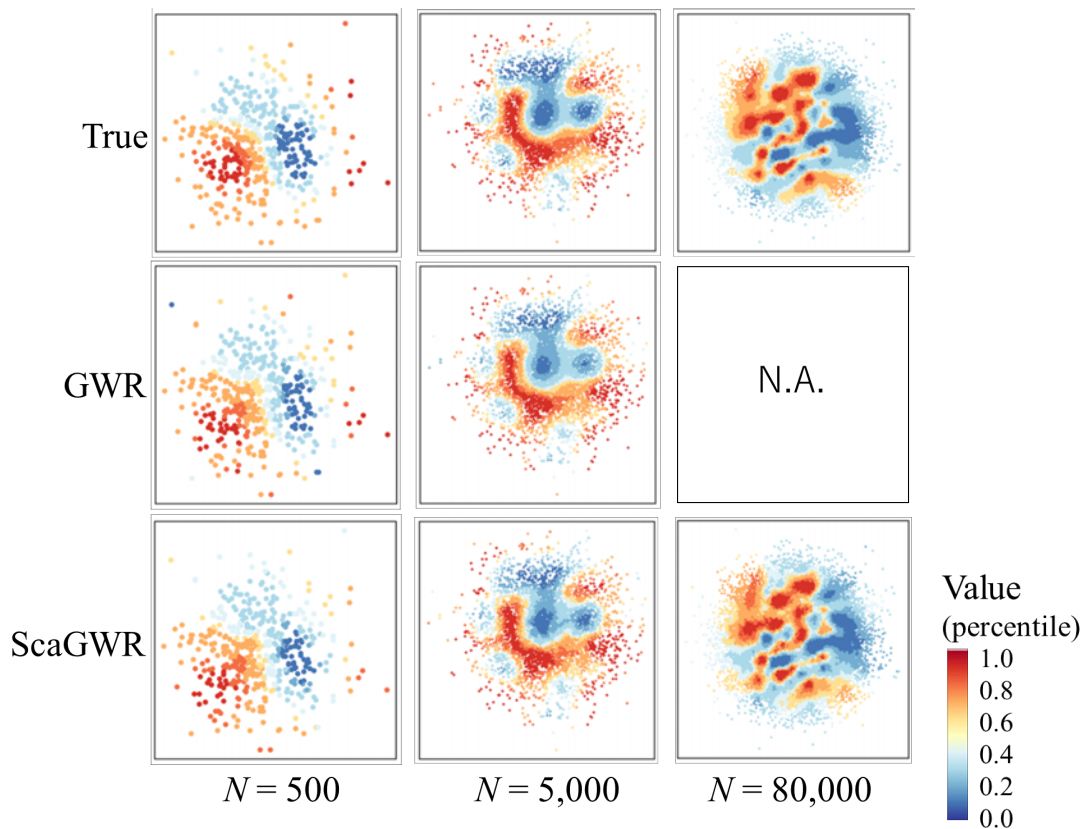 True
GWR
N.A.
ScaGWR
Value
(percentile)
1.0
0.8
0.6
0.4
0.2
0.0
N = 500
N = 5,000
N = 80,000